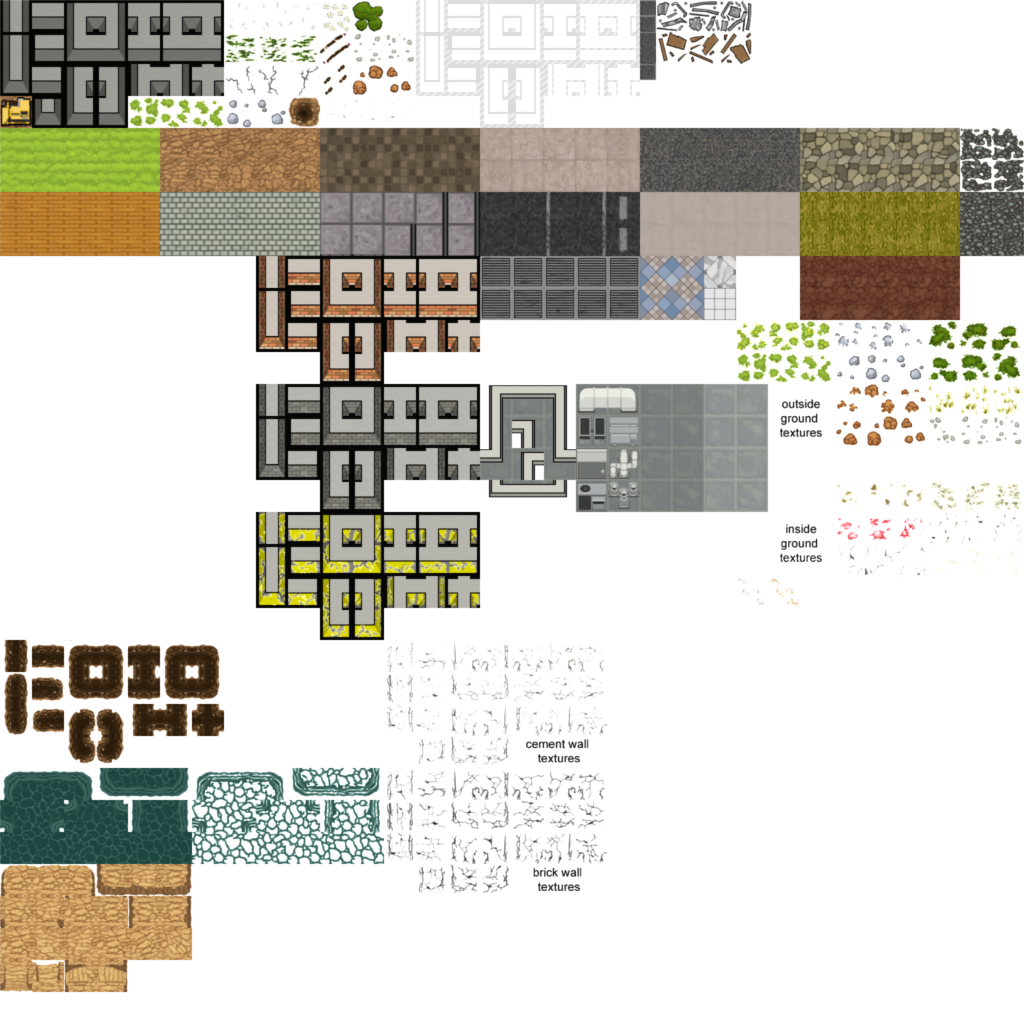 outside
ground
textures
inside
ground
textures
cement wall
textures
brick wall
textures